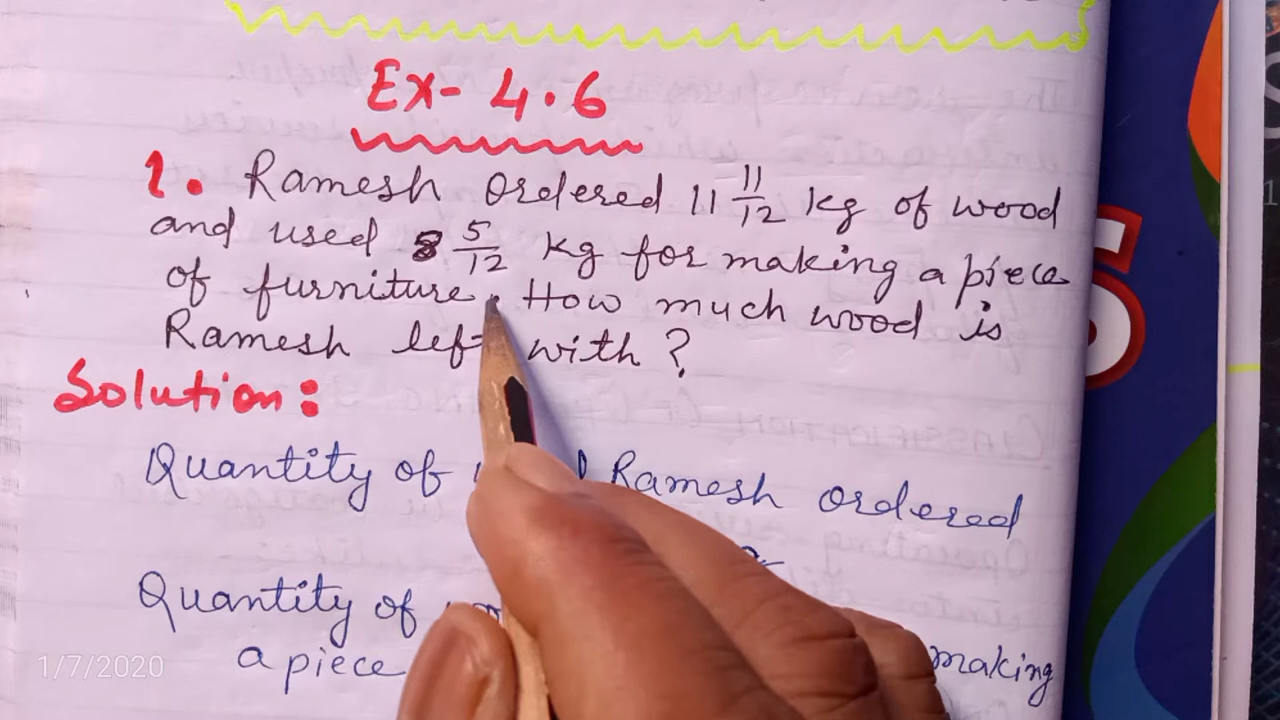 Ex- 4.6
1. Ramesh Ordered 11 11/12 kg of wood
and used 8 5/12 kg for making a piece
of furniture. How much wood is
Ramesh left with?
Solution:
Quantity of Ramesh ordered
Quantity of
a piece making
1/7/2020